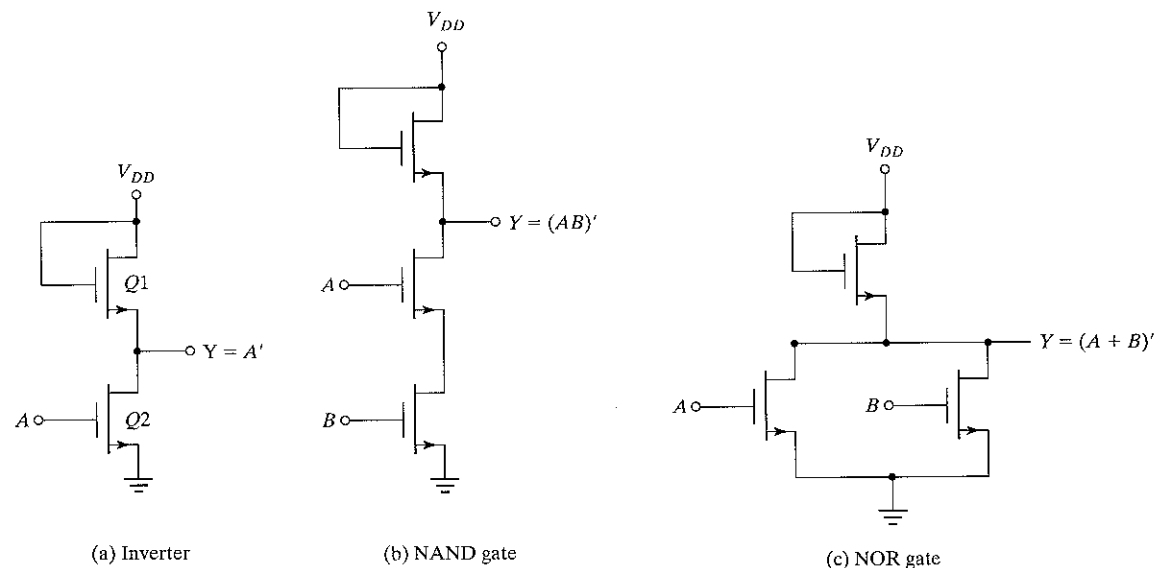 V_DD
Q1
Y = A'
A
Q2
(a) Inverter
V_DD
Y = (AB)'
A
B
(b) NAND gate
V_DD
Y = (A + B)'
A
B
(c) NOR gate